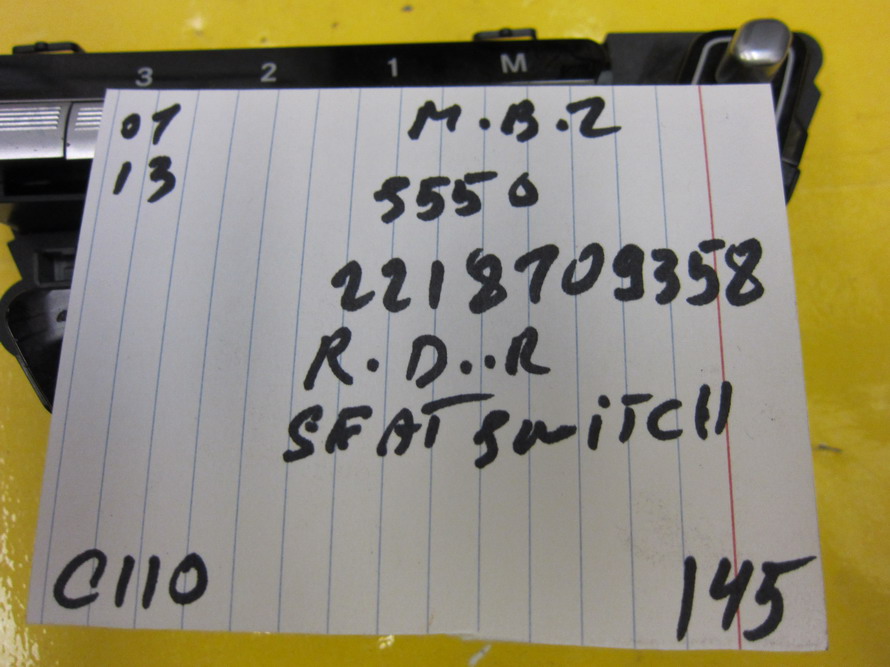 3 2 1 M
07 M.B.Z
13 S550
2218709358
R.D..R
SEAT SWITCH
C110 145